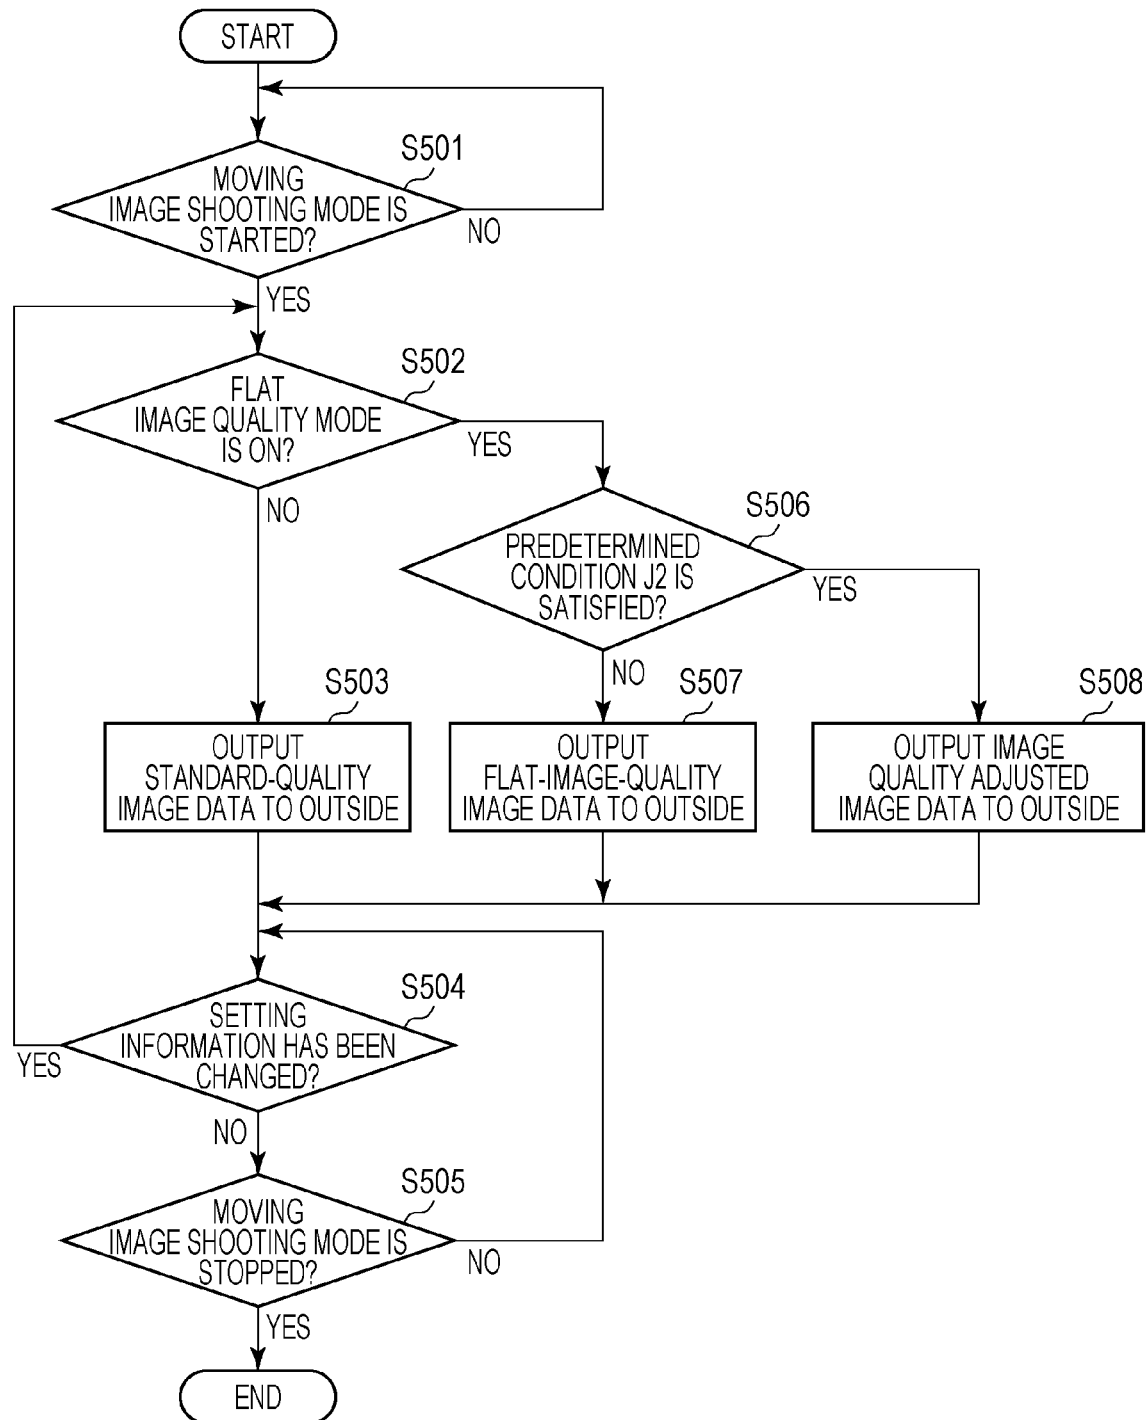 START
S501
MOVING
IMAGE SHOOTING MODE IS
STARTED?
NO
YES
S502
FLAT
IMAGE QUALITY MODE
IS ON?
YES
NO
S506
PREDETERMINED
CONDITION J2 IS
SATISFIED?
YES
NO
S503
OUTPUT
STANDARD-QUALITY
IMAGE DATA TO OUTSIDE
S507
OUTPUT
FLAT-IMAGE-QUALITY
IMAGE DATA TO OUTSIDE
S508
OUTPUT IMAGE
QUALITY ADJUSTED
IMAGE DATA TO OUTSIDE
S504
SETTING
INFORMATION HAS BEEN
CHANGED?
YES
NO
S505
MOVING
IMAGE SHOOTING MODE IS
STOPPED?
NO
YES
END